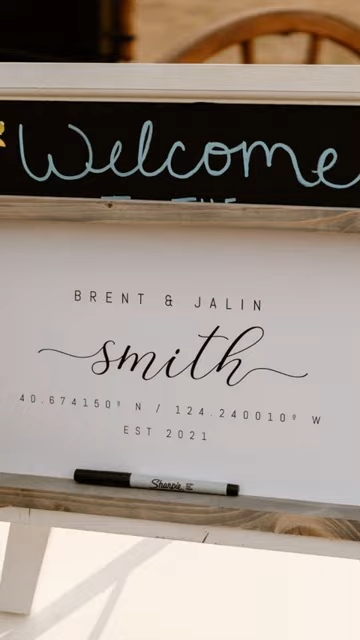 Welcome
BRENT & JALIN
smith
40.674150° N / 124.240010° W
EST 2021
Sharpie